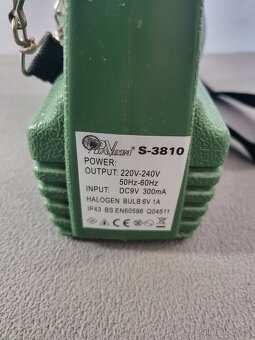 S-3810
POWER:
OUTPUT: 220V-240V
50Hz-60Hz
INPUT: DC9V 300mA
HALOGEN BULB 6V 1A
IP43 BS EN60598 Q04511